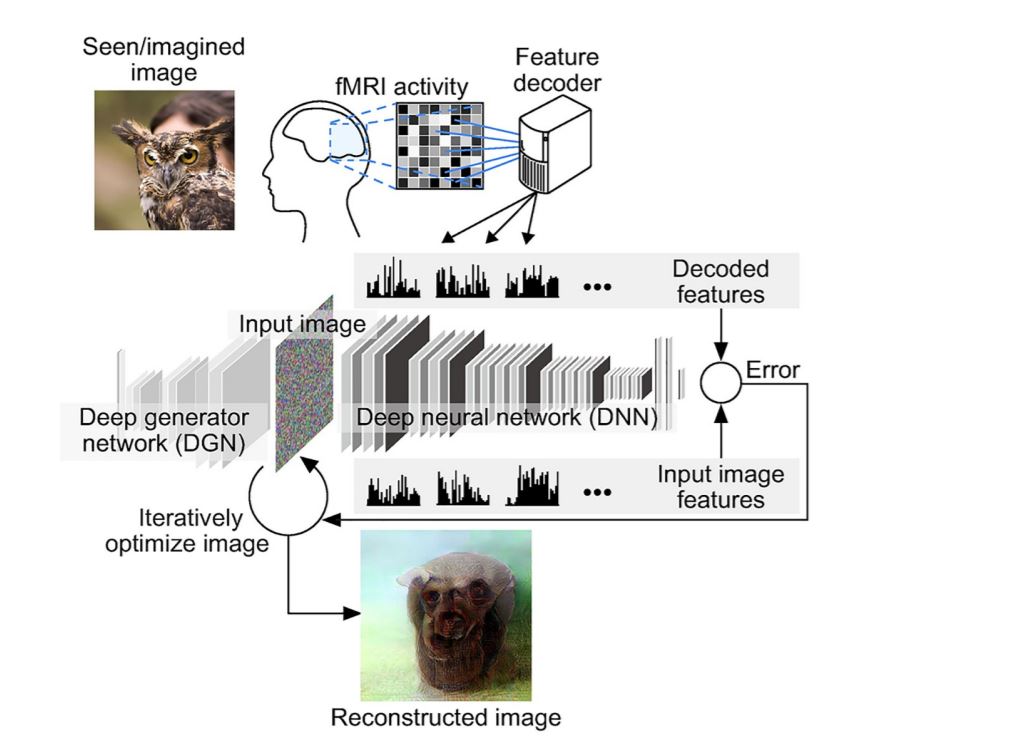 Seen/imagined
image
fMRI activity
Feature
decoder
Decoded
features
Input image
Error
Deep generator
network (DGN)
Deep neural network (DNN)
Input image
features
Iteratively
optimize image
Reconstructed image